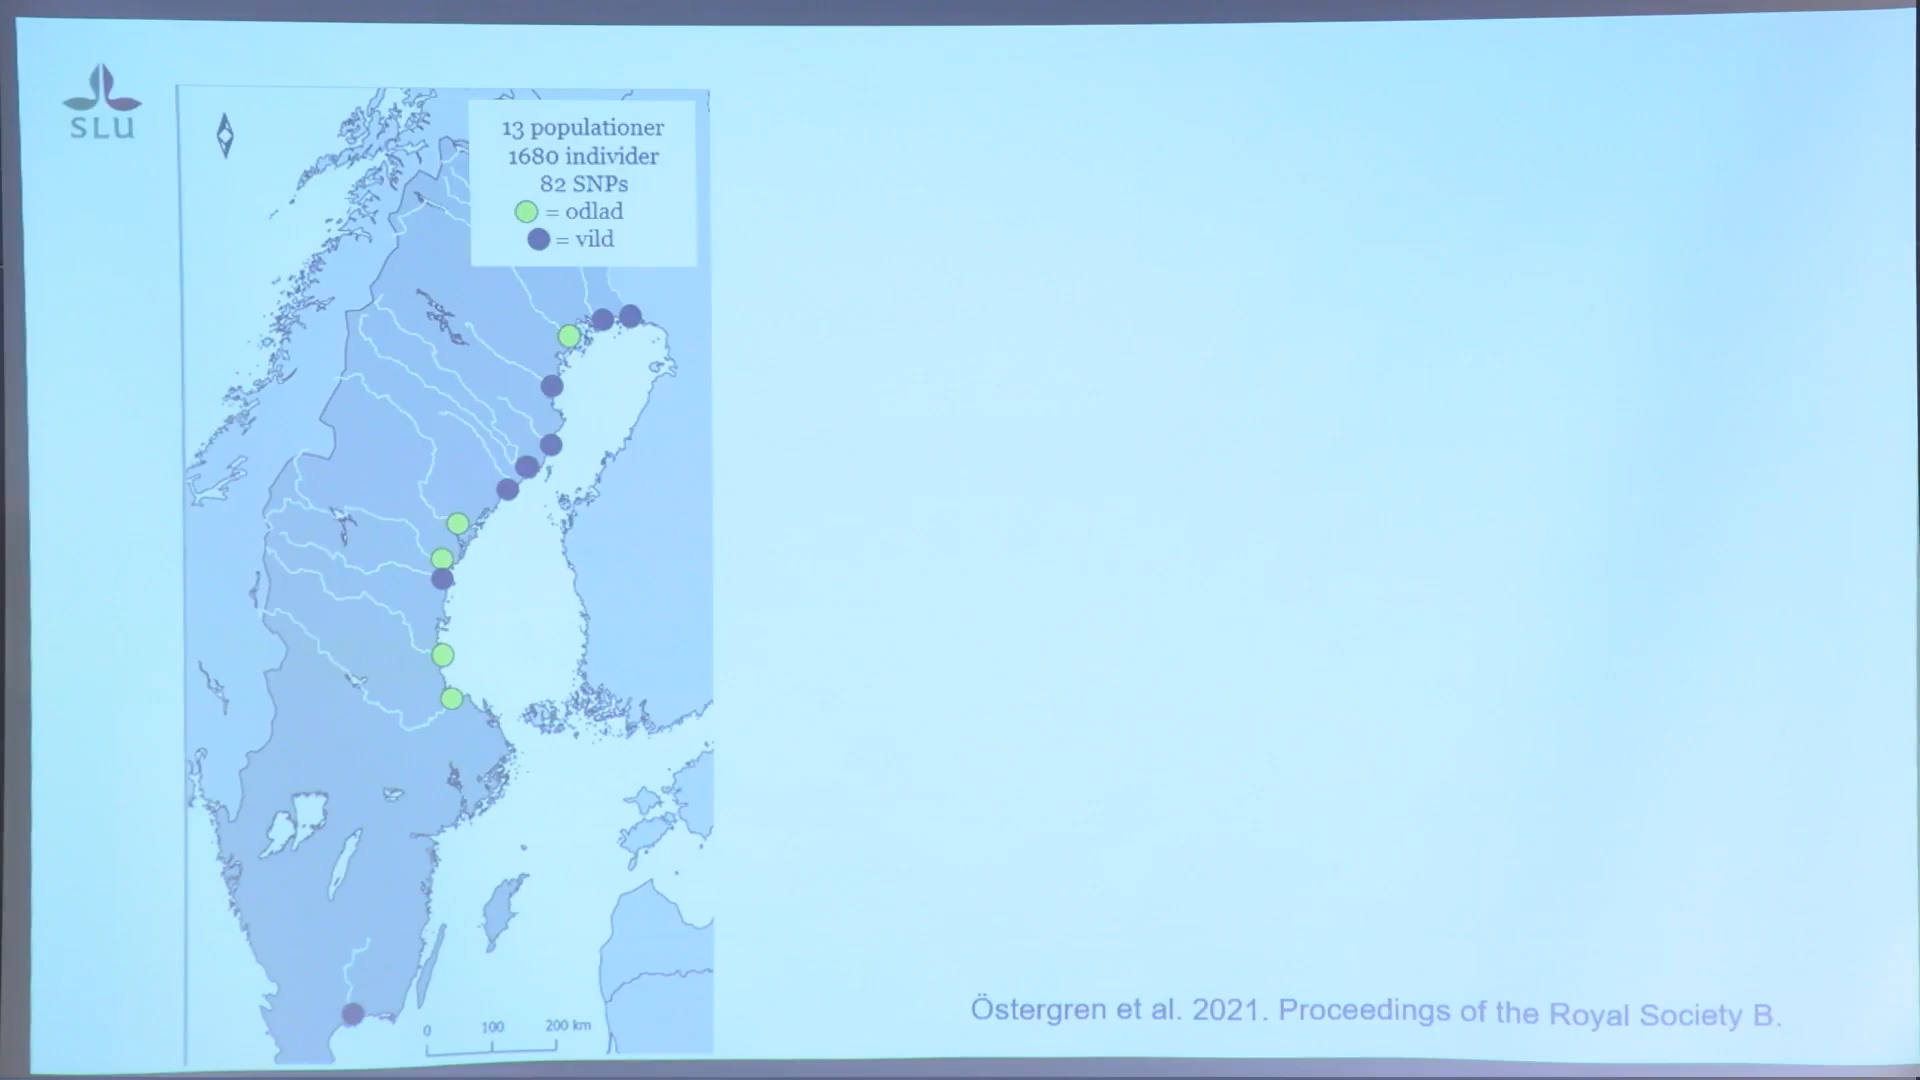 SLU
13 populationer
1680 individer
82 SNPs
= odlad
= vild
0 100 200 km
Östergren et al. 2021. Proceedings of the Royal Society B.